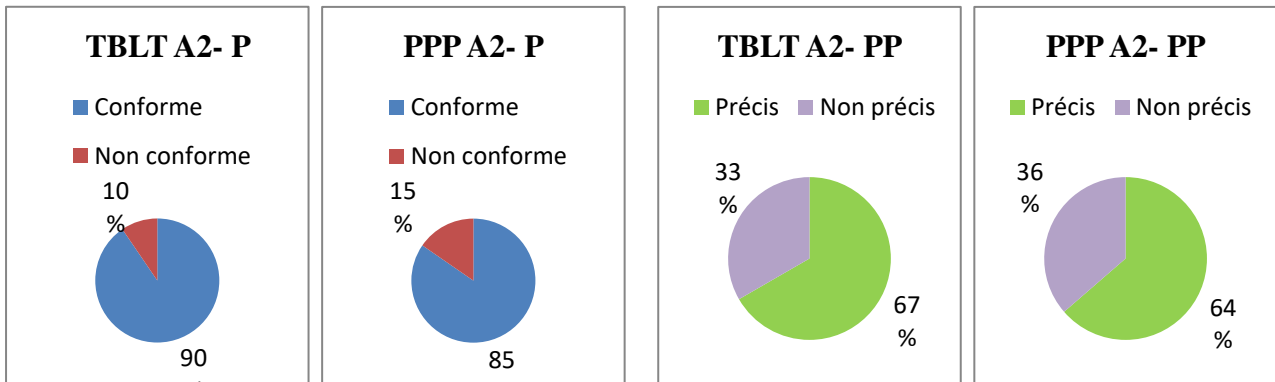 TBLT A2- P
Conforme
Non conforme
10
%
90
PPP A2- P
Conforme
Non conforme
15
%
85
TBLT A2- PP
Précis Non précis
33
%
67
%
PPP A2- PP
Précis Non précis
36
%
64
%